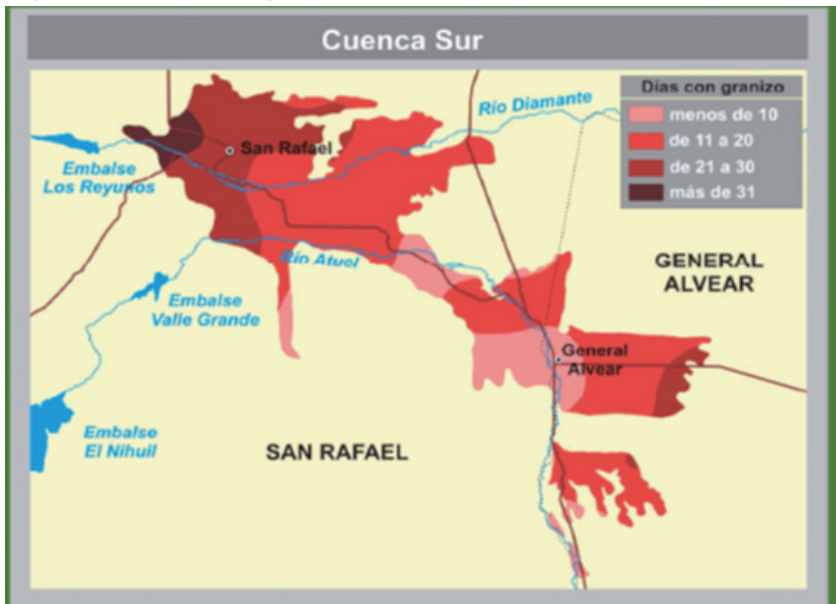 Cuenca Sur
Días con granizo
menos de 10
de 11 a 20
de 21 a 30
más de 31
Río Diamante
San Rafael
Embalse
Los Reyunos
Río Atuel
GENERAL
ALVEAR
Embalse
Valle Grande
General
Alvear
Embalse
El Nihuil
SAN RAFAEL